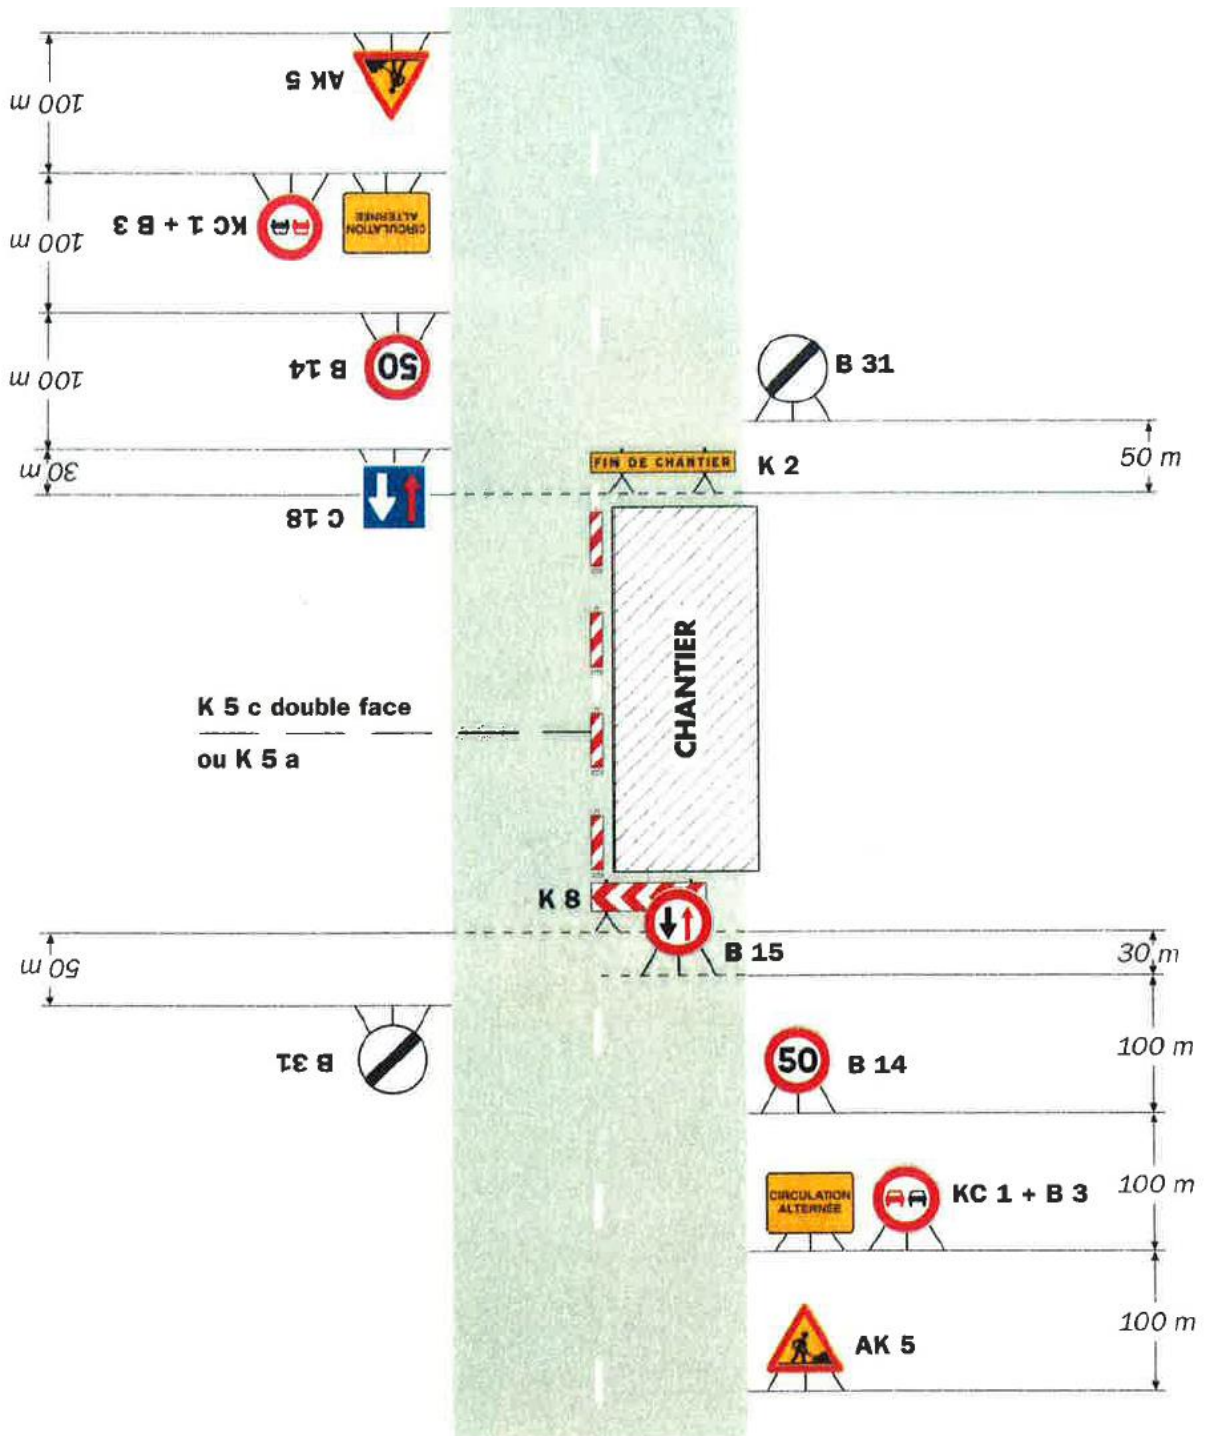 AK 5
100 m
KC 1 + B 3
CIRCULATION
ALTERNÉE
100 m
B 14
50
100 m
B 31
50 m
FIN DE CHANTIER
K 2
30 m
C 18
CHANTIER
K 5 c double face
ou K 5 a
K 8
B 15
30 m
50 m
B 31
50
B 14
100 m
CIRCULATION
ALTERNÉE
KC 1 + B 3
100 m
AK 5
100 m